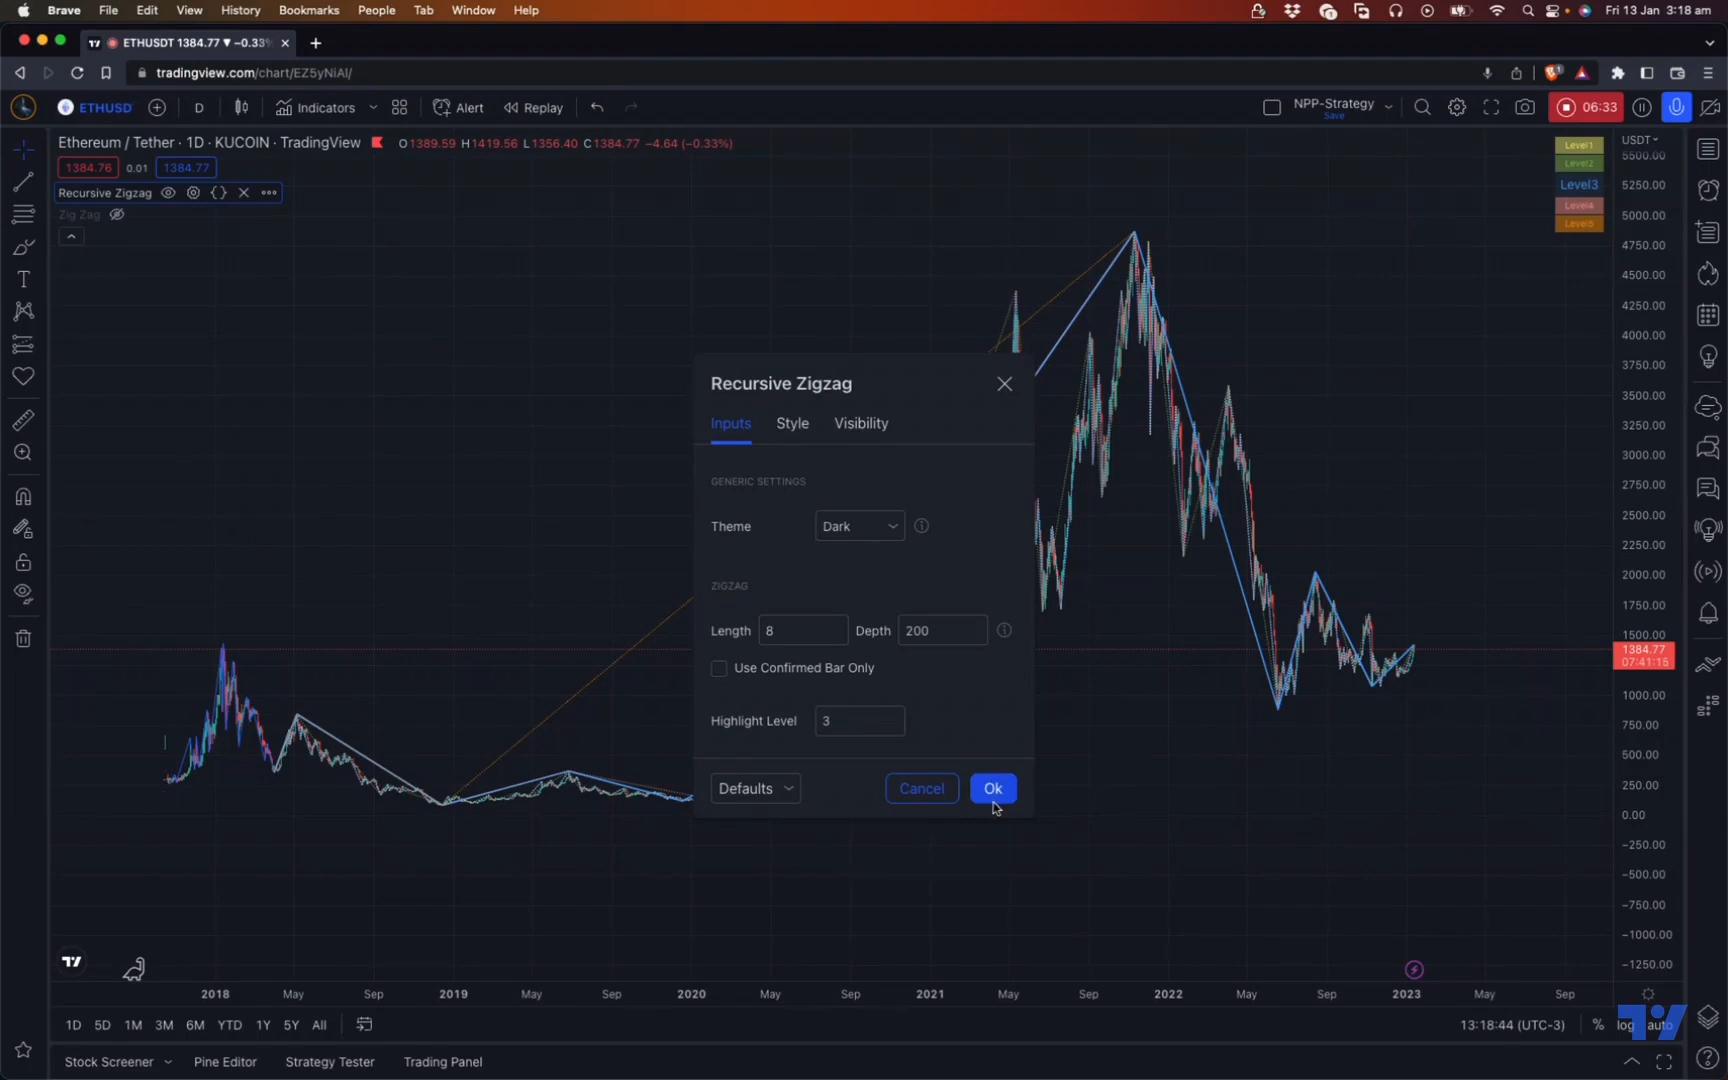 Brave File Edit View History Bookmarks People Tab Window Help Fri 13 Jan 3:18 am
ETHUSDT 1384.77 ▼ −0.33%
tradingview.com/chart/EZ5yNiAI/
ETHUSD D Indicators Alert Replay NPP-Strategy 06:33
Save
Ethereum / Tether · 1D · KUCOIN · TradingView O1389.59 H1419.56 L1356.40 C1384.77 −4.64 (−0.33%)
1384.76 0.01 1384.77
Recursive Zigzag
Zig Zag
Level1
Level2
Level3
Level4
Level5
USDT
5500.00
5250.00
5000.00
4750.00
4500.00
4250.00
4000.00
3750.00
3500.00
3250.00
3000.00
2750.00
2500.00
2250.00
2000.00
1750.00
1500.00
1384.77
07:41:15
1000.00
750.00
500.00
250.00
0.00
−250.00
−500.00
−750.00
−1000.00
−1250.00
Recursive Zigzag
Inputs Style Visibility
GENERIC SETTINGS
Theme Dark
ZIGZAG
Length 8 Depth 200
Use Confirmed Bar Only
Highlight Level 3
Defaults Cancel Ok
2018 May Sep 2019 May Sep 2020 May Sep 2021 May Sep 2022 May Sep 2023 May Sep
1D 5D 1M 3M 6M YTD 1Y 5Y All 13:18:44 (UTC-3) % log auto
Stock Screener Pine Editor Strategy Tester Trading Panel